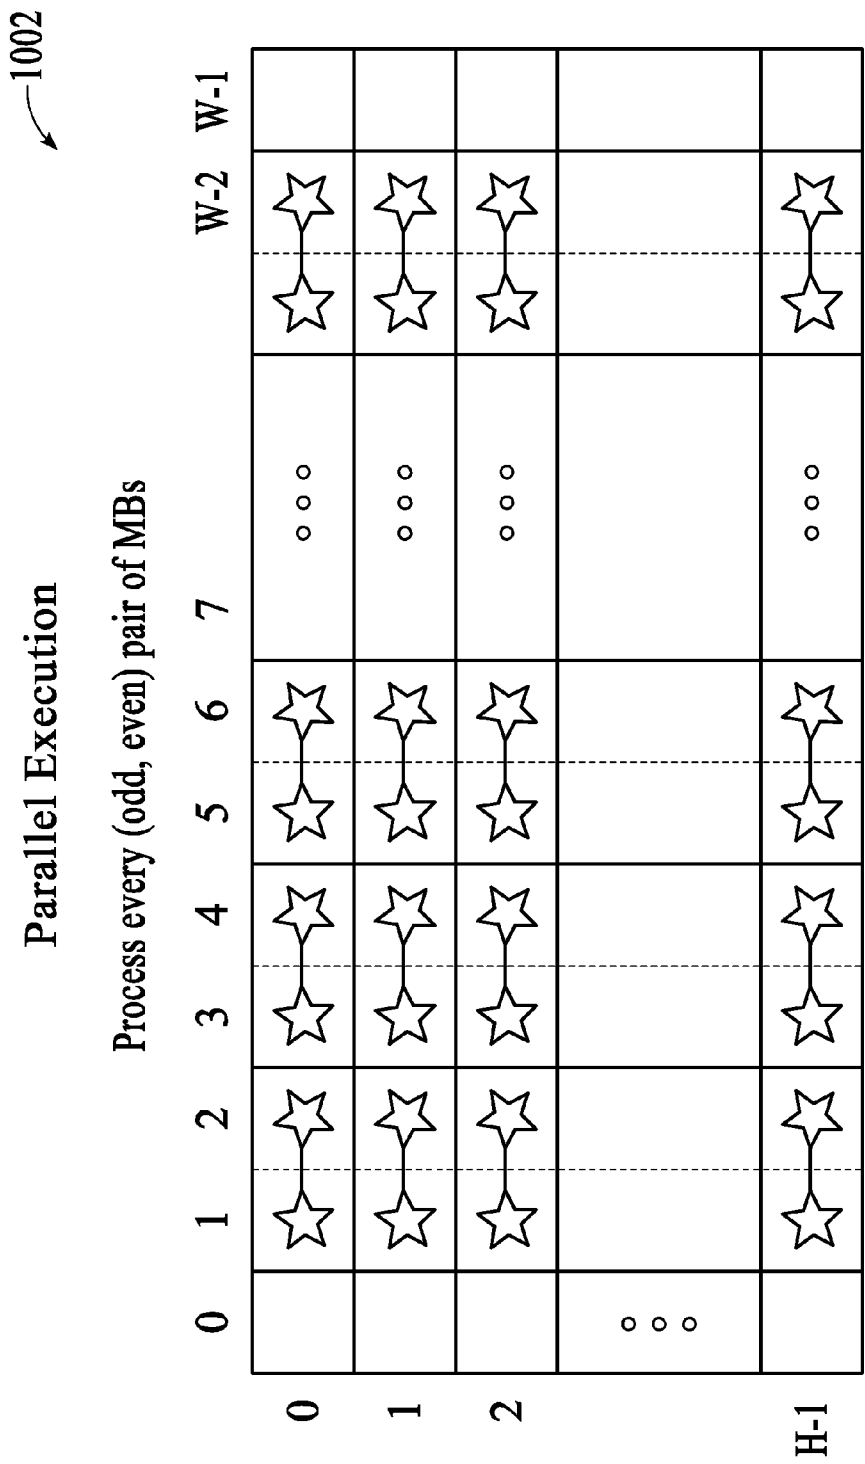 1002
Parallel Execution
Process every (odd, even) pair of MBs
0 1 2 3 4 5 6 7 W-2 W-1
0
1
2
H-1